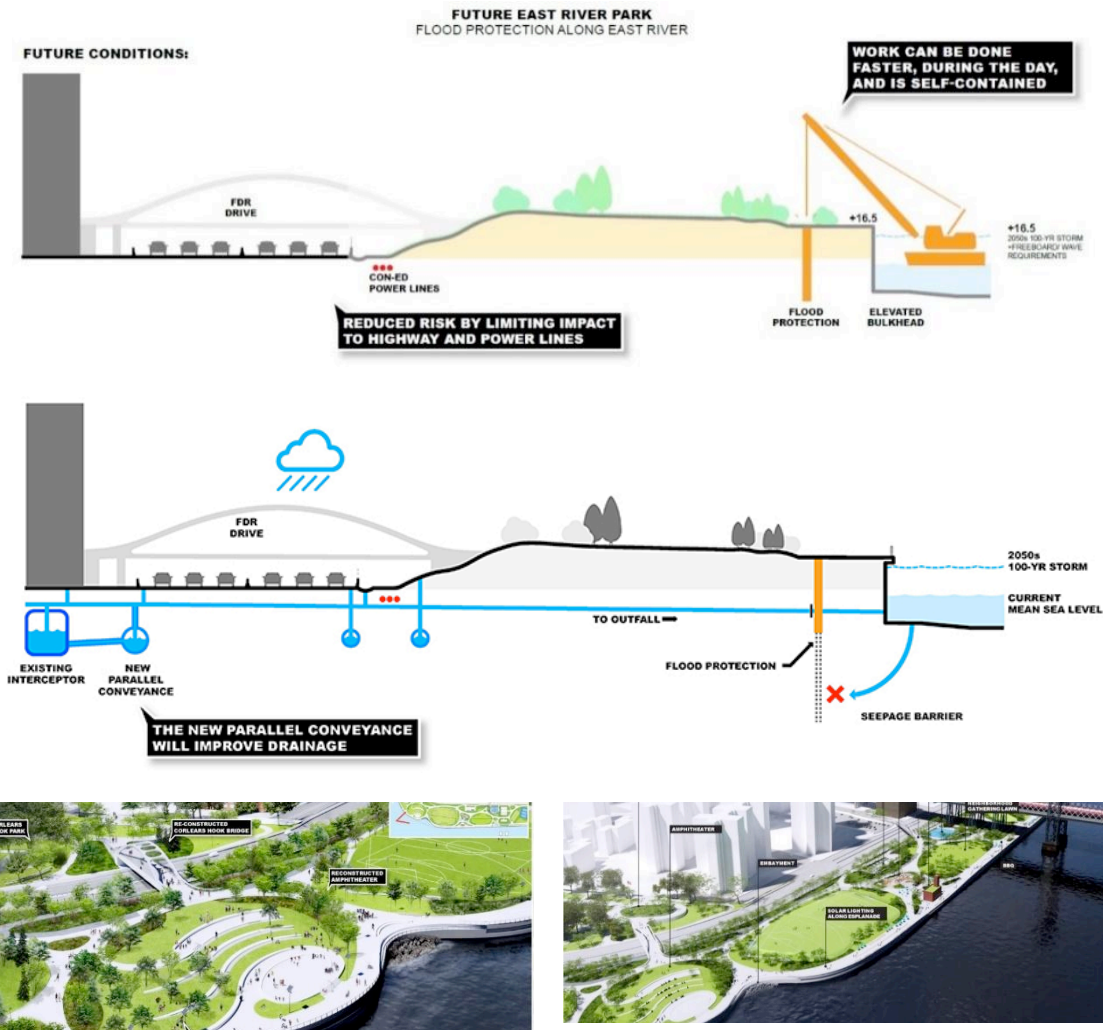 FUTURE EAST RIVER PARK
FLOOD PROTECTION ALONG EAST RIVER
FUTURE CONDITIONS:
WORK CAN BE DONE
FASTER, DURING THE DAY,
AND IS SELF-CONTAINED
FDR
DRIVE
+16.5
+16.5
2050s 100-YR STORM
+FREEBOARD/ WAVE
REQUIREMENTS
CON-ED
POWER LINES
FLOOD
PROTECTION
ELEVATED
BULKHEAD
REDUCED RISK BY LIMITING IMPACT
TO HIGHWAY AND POWER LINES
FDR
DRIVE
2050s
100-YR STORM
CURRENT
MEAN SEA LEVEL
TO OUTFALL
EXISTING
INTERCEPTOR
NEW
PARALLEL
CONVEYANCE
FLOOD PROTECTION
SEEPAGE BARRIER
THE NEW PARALLEL CONVEYANCE
WILL IMPROVE DRAINAGE
RE-CONSTRUCTED
CORLEARS HOOK BRIDGE
RECONSTRUCTED
AMPHITHEATER
NEIGHBORHOOD
GATHERING LAWN
AMPHITHEATER
EMBAYMENT
BBQ
SOLAR LIGHTING
ALONG ESPLANADE